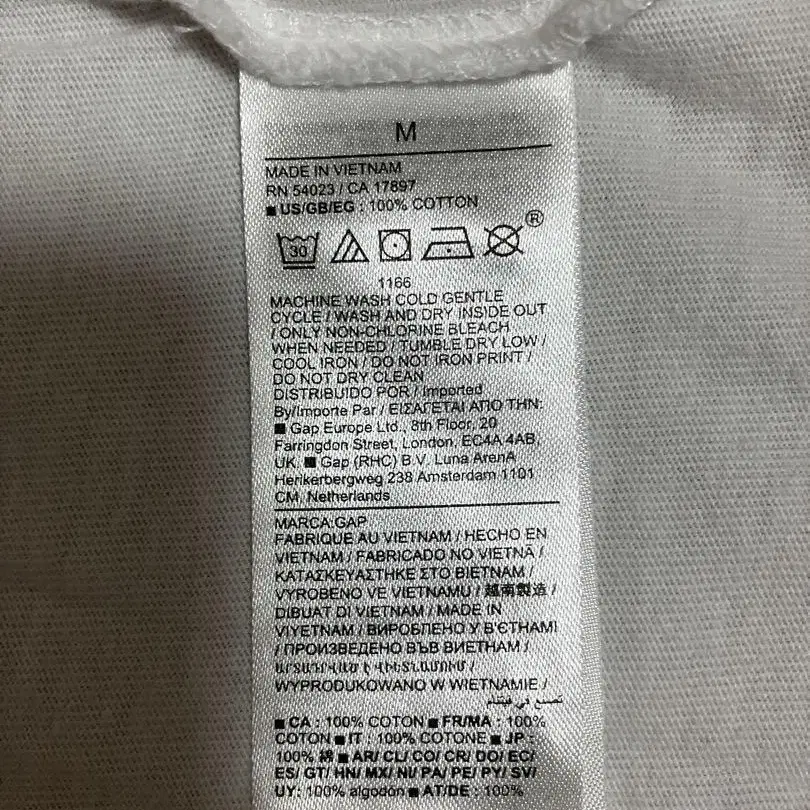 M
MADE IN VIETNAM
RN 54023 / CA 17897
■ US/GB/EG : 100% COTTON
30
®
1166
MACHINE WASH COLD GENTLE
CYCLE / WASH AND DRY INSIDE OUT
/ ONLY NON-CHLORINE BLEACH
WHEN NEEDED / TUMBLE DRY LOW /
COOL IRON / DO NOT IRON PRINT /
DO NOT DRY CLEAN
DISTRIBUIDO POR / Imported
By/Importe Par / ΕΙΣΑΓΕΤΑΙ ΑΠΟ ΤΗΝ:
■ Gap Europe Ltd., 8th Floor, 20
Farringdon Street, London, EC4A 4AB,
UK. ■ Gap (RHC) B.V. Luna ArenA
Herikerbergweg 238 Amsterdam 1101
CM, Netherlands
MARCA:GAP
FABRIQUE AU VIETNAM / HECHO EN
VIETNAM / FABRICADO NO VIETNÃ /
ΚΑΤΑΣΚΕΥΑΣΤΗΚΕ ΣΤΟ ΒΙΕΤΝΑΜ /
VYROBENO VE VIETNAMU / 越南製造 /
DIBUAT DI VIETNAM / MADE IN
VIYETNAM / ВИРОБЛЕНО У В'ЄТНАМІ
/ ПРОИЗВЕДЕНО ВЪВ ВИЕТНАМ /
ԱՐՏԱԴՐՎԱԾ Է ՎԻԵՏՆԱՄՈՒՄ /
WYPRODUKOWANO W WIETNAMIE /
تصنع في فيتنام
■ CA : 100% COTON ■ FR/MA : 100%
COTON ■ IT : 100% COTONE ■ JP :
100% 綿 ■ AR/ CL/ CO/ CR/ DO/ EC/
ES/ GT/ HN/ MX/ NI/ PA/ PE/ PY/ SV/
UY: 100% algodón ■ AT/DE : 100%